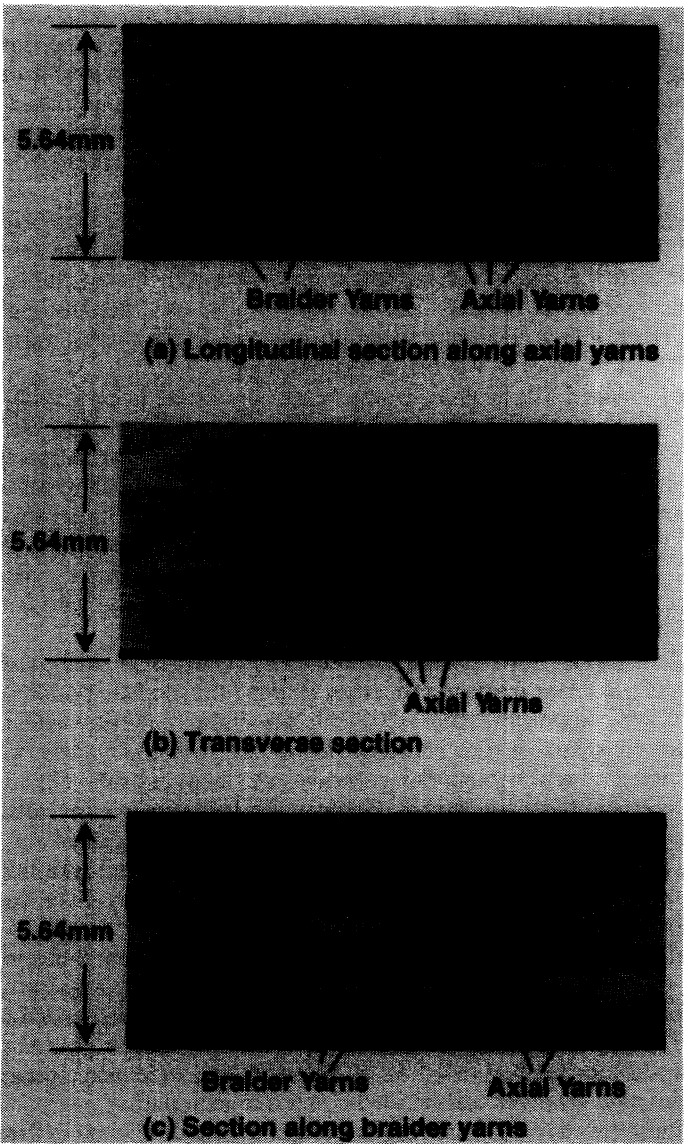 5.64mm
Braider Yarns Axial Yarns
(a) Longitudinal section along axial yarns
5.64mm
Axial Yarns
(b) Transverse section
5.64mm
Braider Yarns Axial Yarns
(c) Section along braider yarns